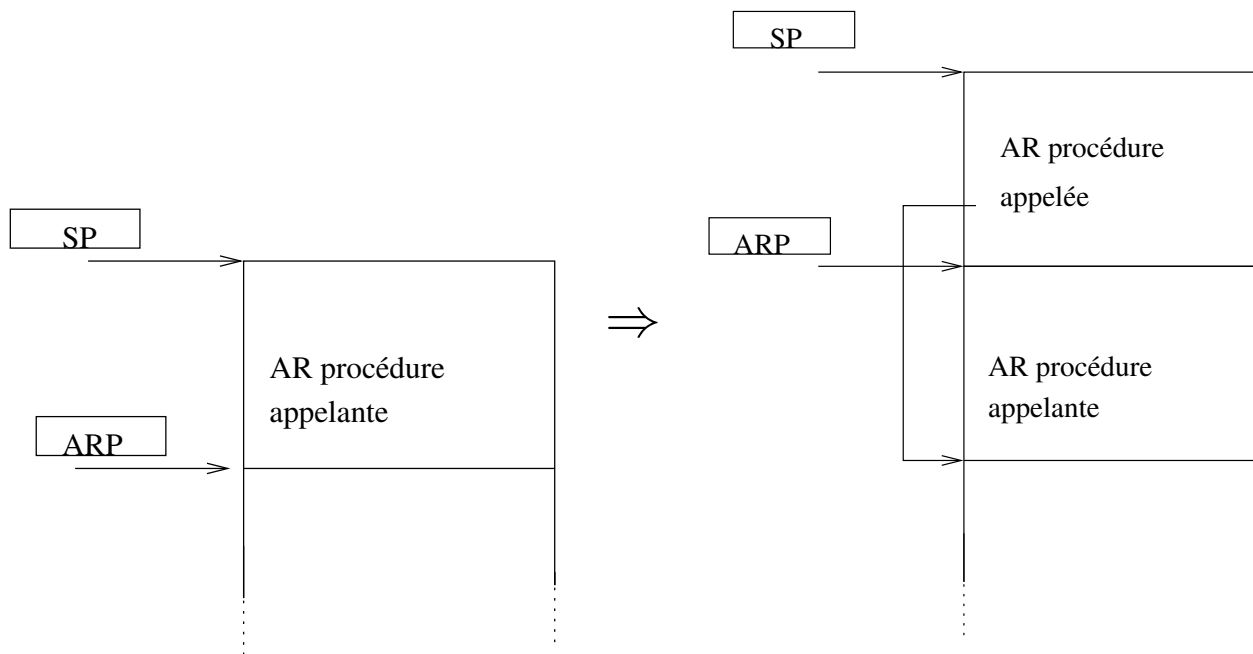 SP
AR procédure
appelante
ARP
⇒
SP
AR procédure
appelée
ARP
AR procédure
appelante